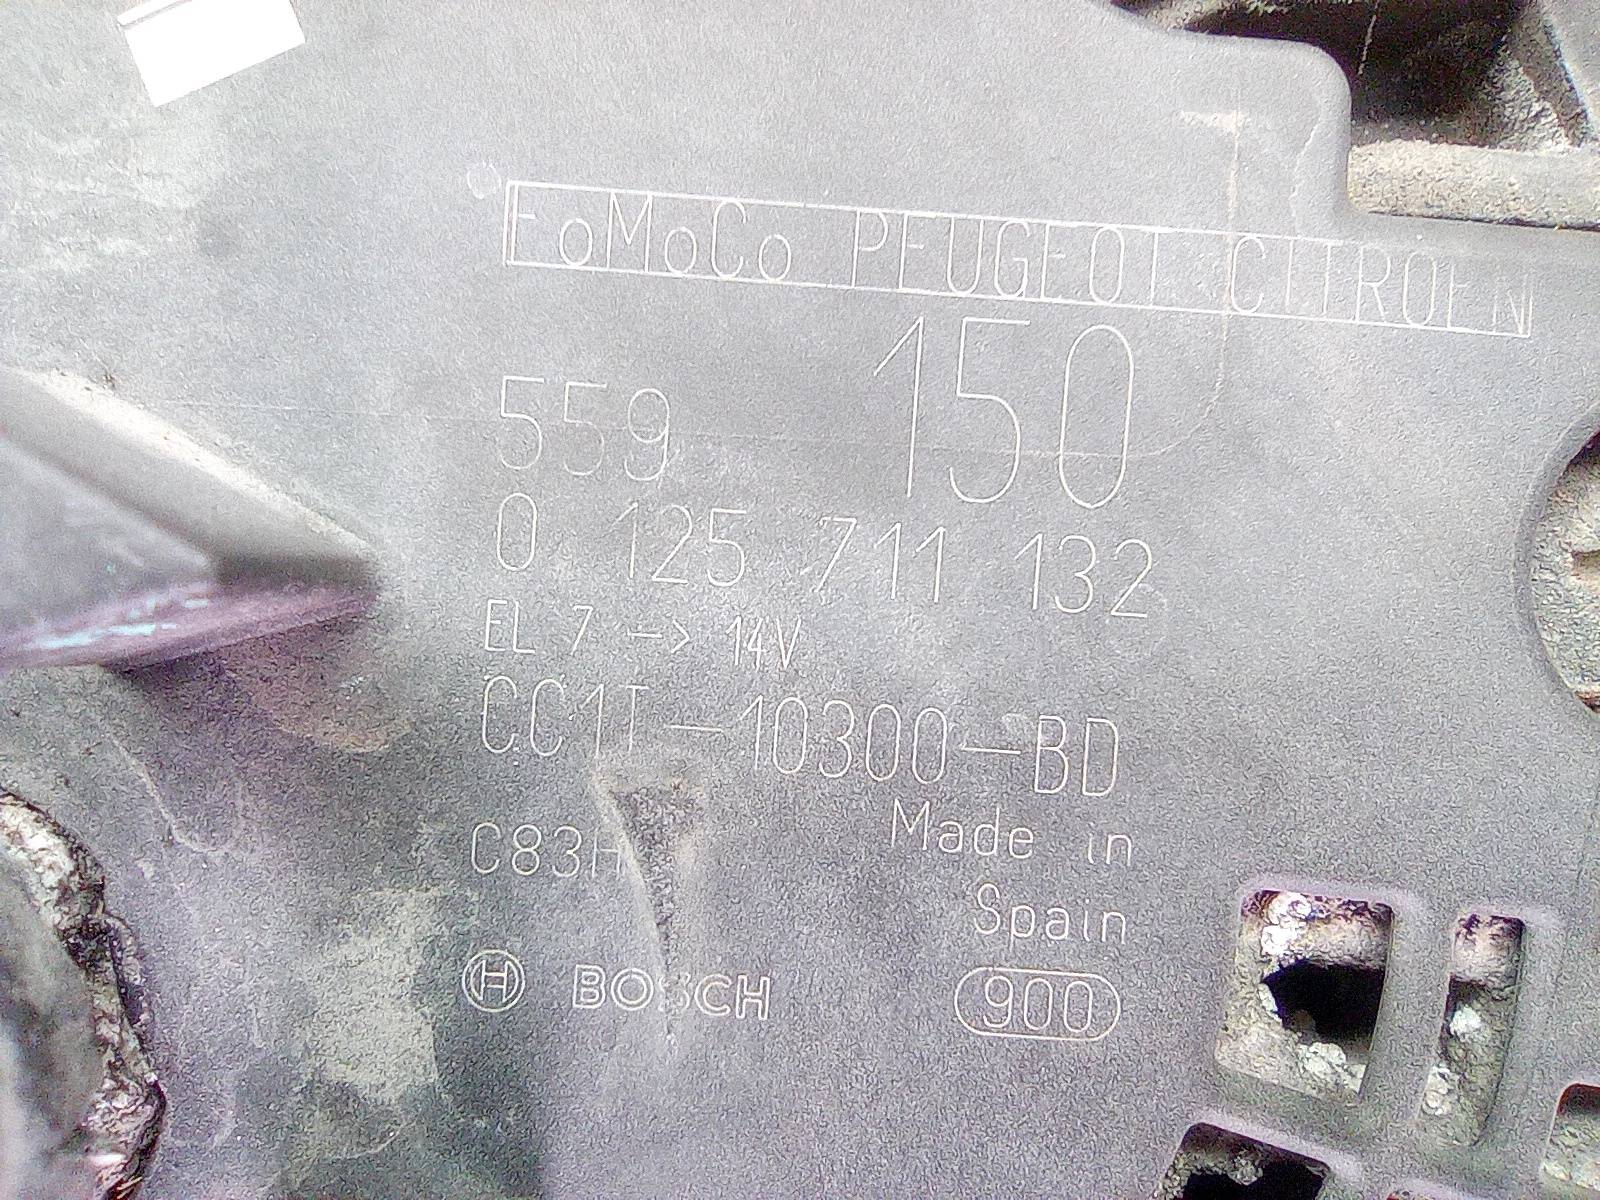 FoMoCo PEUGEOT CITROEN
559 150
0 125 711 132
EL 7 -> 14V
CC1T-10300-BD
C83H
Made in
Spain
H BOSCH 900